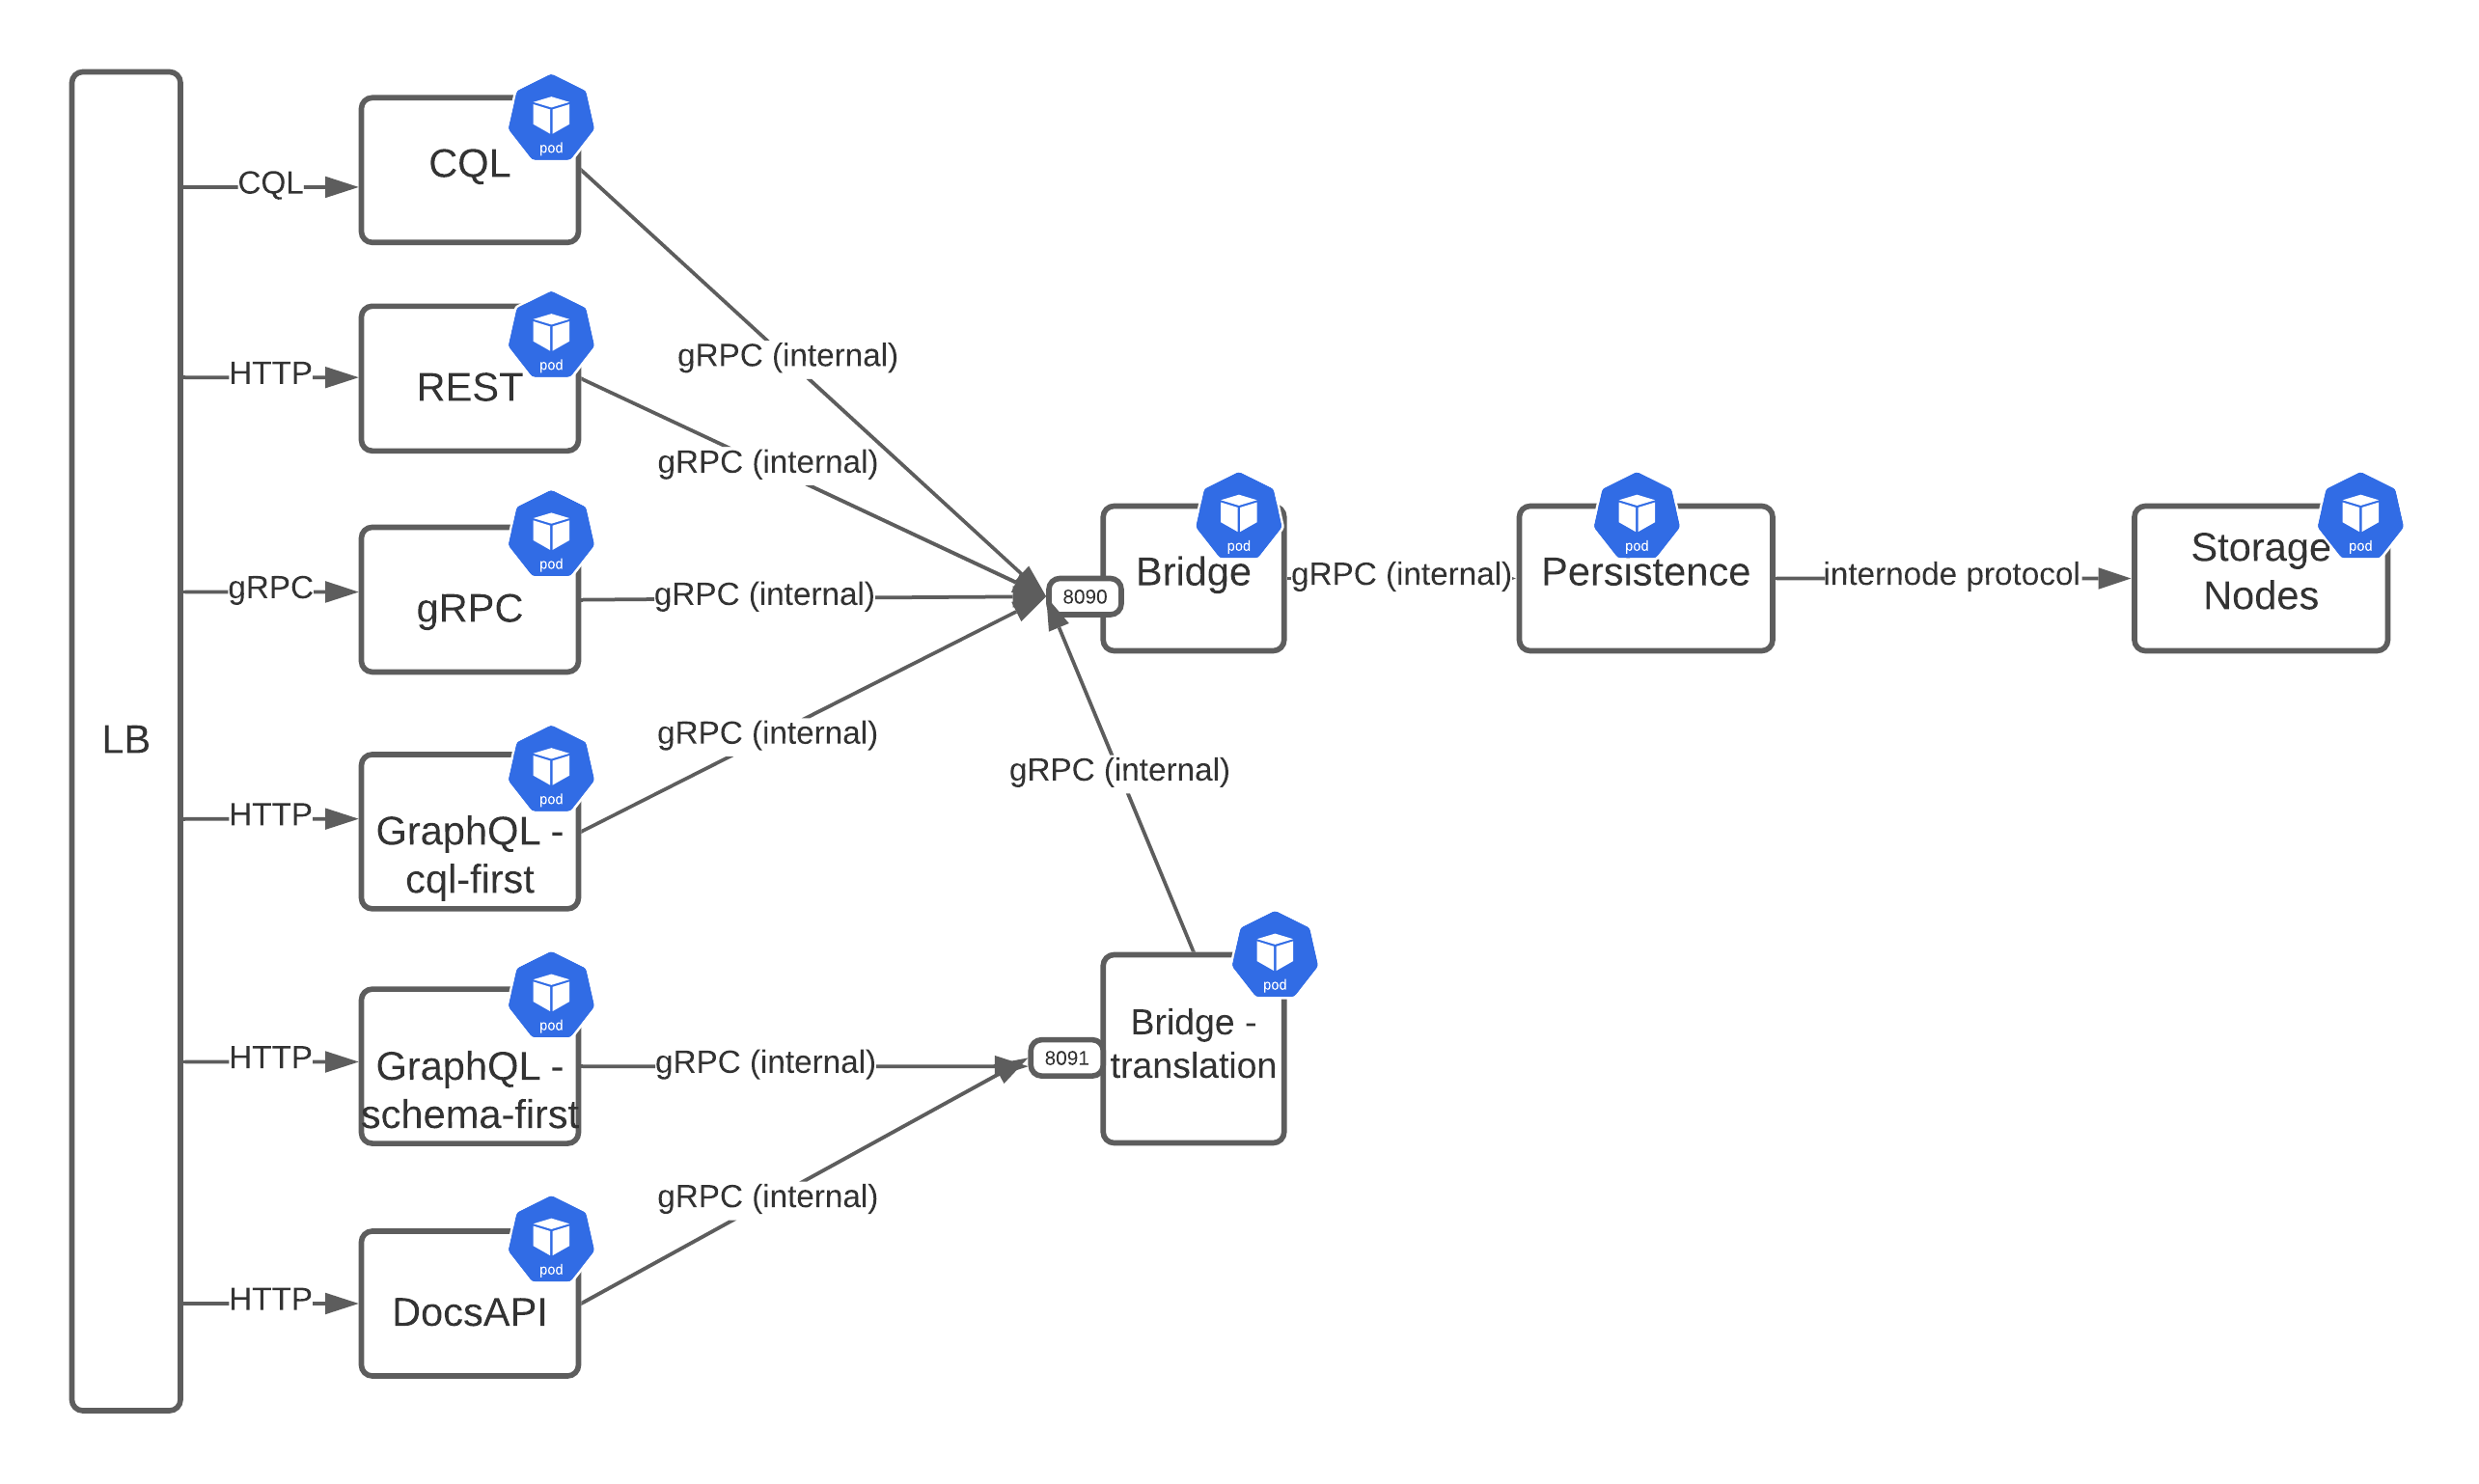 LB
CQL
pod
CQL
gRPC (internal)
HTTP
pod
REST
gRPC (internal)
gRPC
pod
gRPC
gRPC (internal)
8090
pod
Bridge
gRPC (internal)
pod
Persistence
internode protocol
pod
Storage
Nodes
HTTP
pod
GraphQL -
cql-first
gRPC (internal)
gRPC (internal)
HTTP
pod
GraphQL -
schema-first
gRPC (internal)
8091
pod
Bridge -
translation
HTTP
pod
DocsAPI
gRPC (internal)